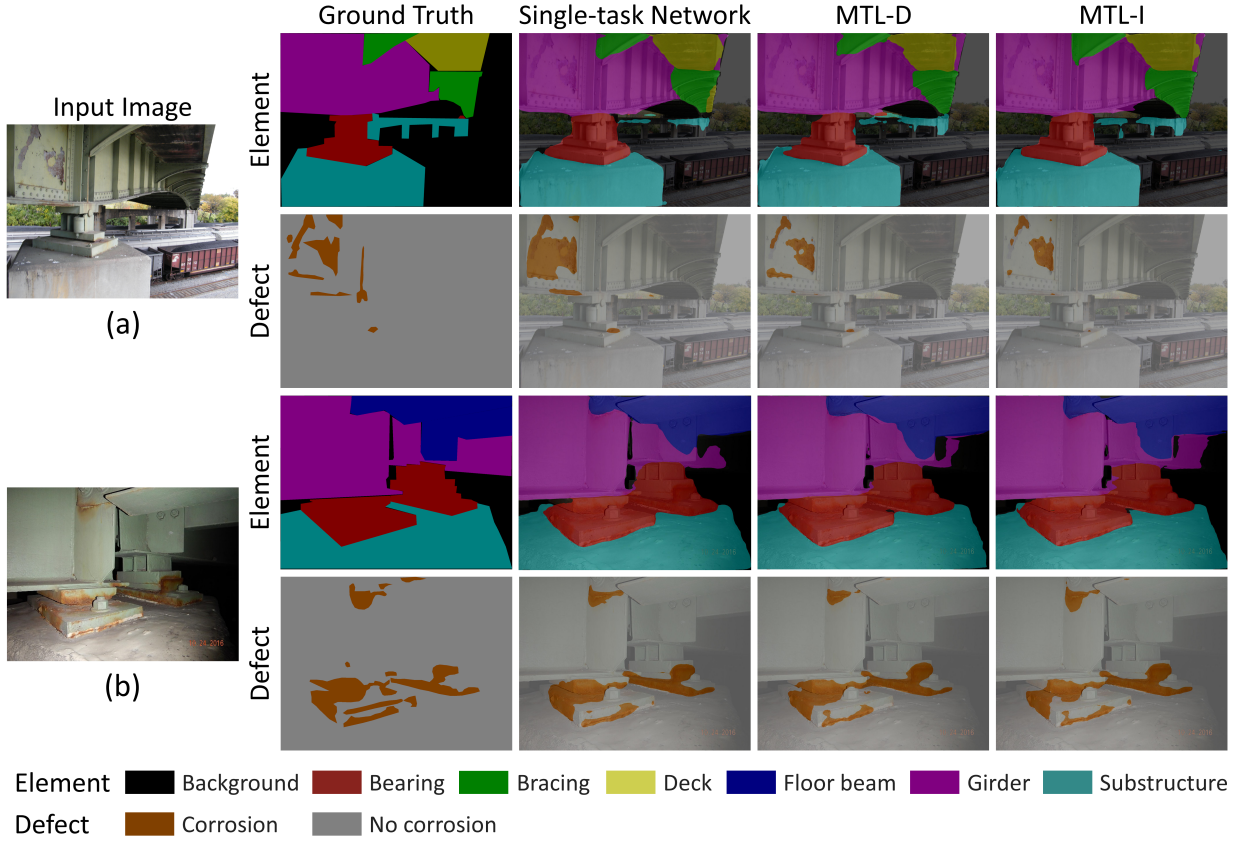 Ground Truth Single-task Network MTL-D MTL-I
Input Image
Element
(a)
Defect
Element
(b)
Defect
Element Background Bearing Bracing Deck Floor beam Girder Substructure
Defect Corrosion No corrosion